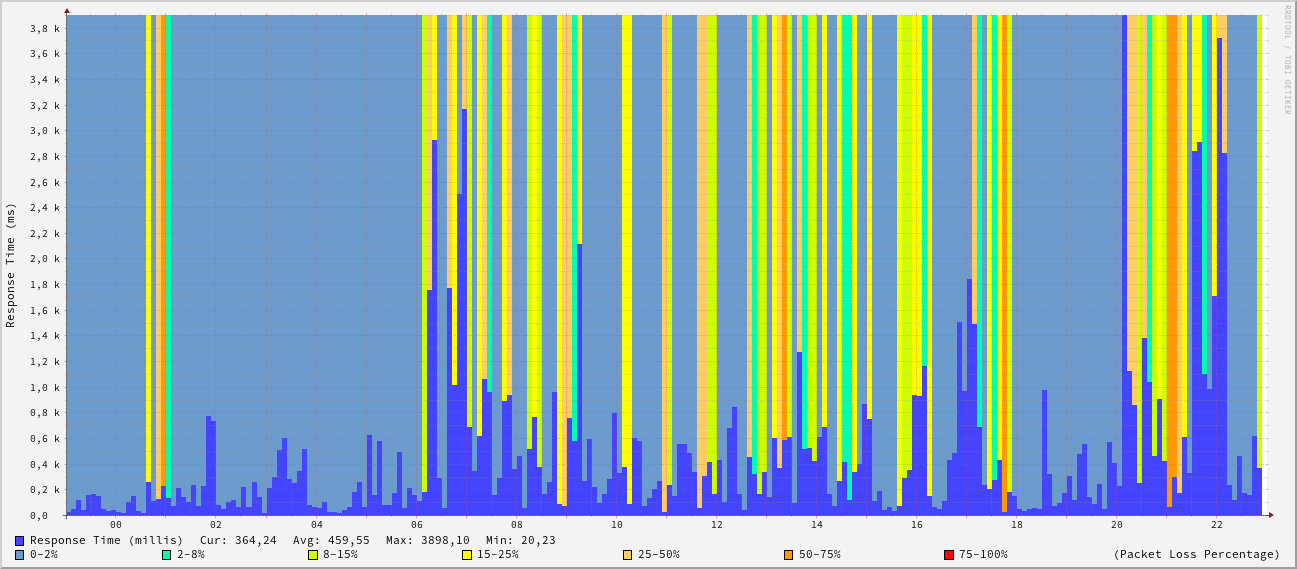 RRDTOOL / TOBI OETIKER
Response Time (ms)
3,8 k
3,6 k
3,4 k
3,2 k
3,0 k
2,8 k
2,6 k
2,4 k
2,2 k
2,0 k
1,8 k
1,6 k
1,4 k
1,2 k
1,0 k
0,8 k
0,6 k
0,4 k
0,2 k
0,0
00 02 04 06 08 10 12 14 16 18 20 22
Response Time (millis) Cur: 364,24 Avg: 459,55 Max: 3898,10 Min: 20,23
0-2% 2-8% 8-15% 15-25% 25-50% 50-75% 75-100% (Packet Loss Percentage)